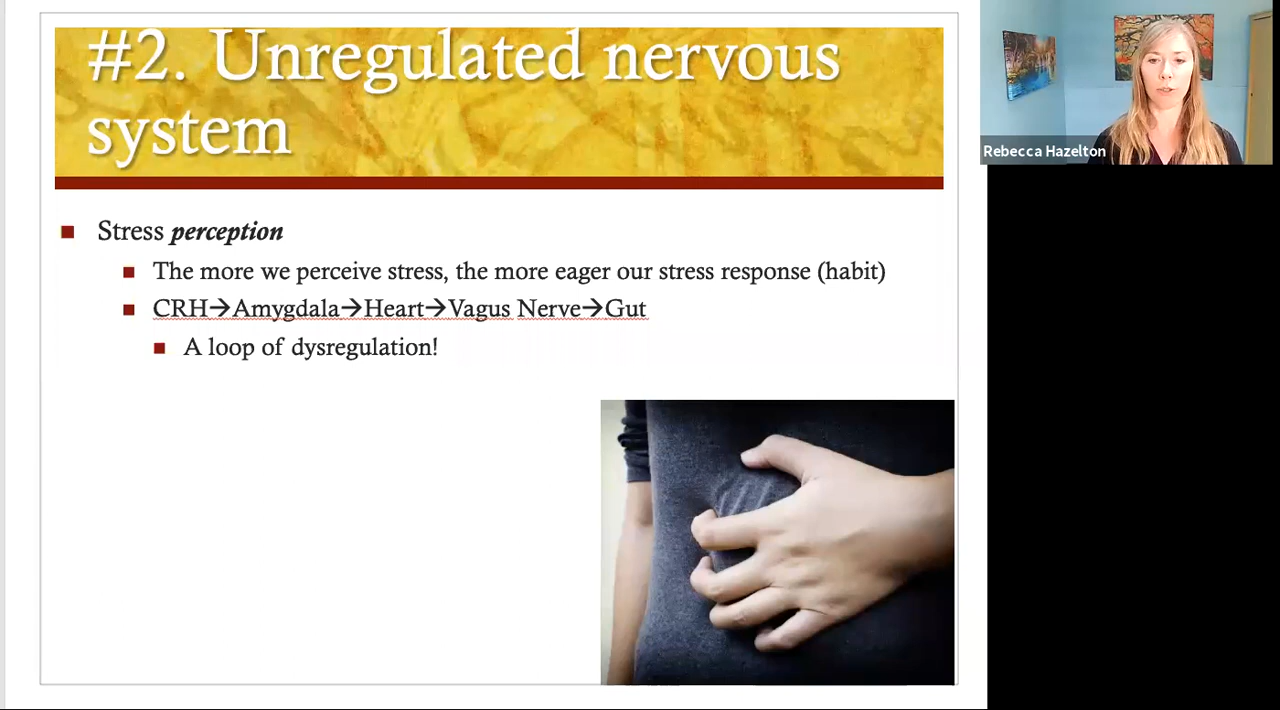 #2. Unregulated nervous
system
Stress perception
The more we perceive stress, the more eager our stress response (habit)
CRH→Amygdala→Heart→Vagus Nerve→Gut
A loop of dysregulation!
Rebecca Hazelton